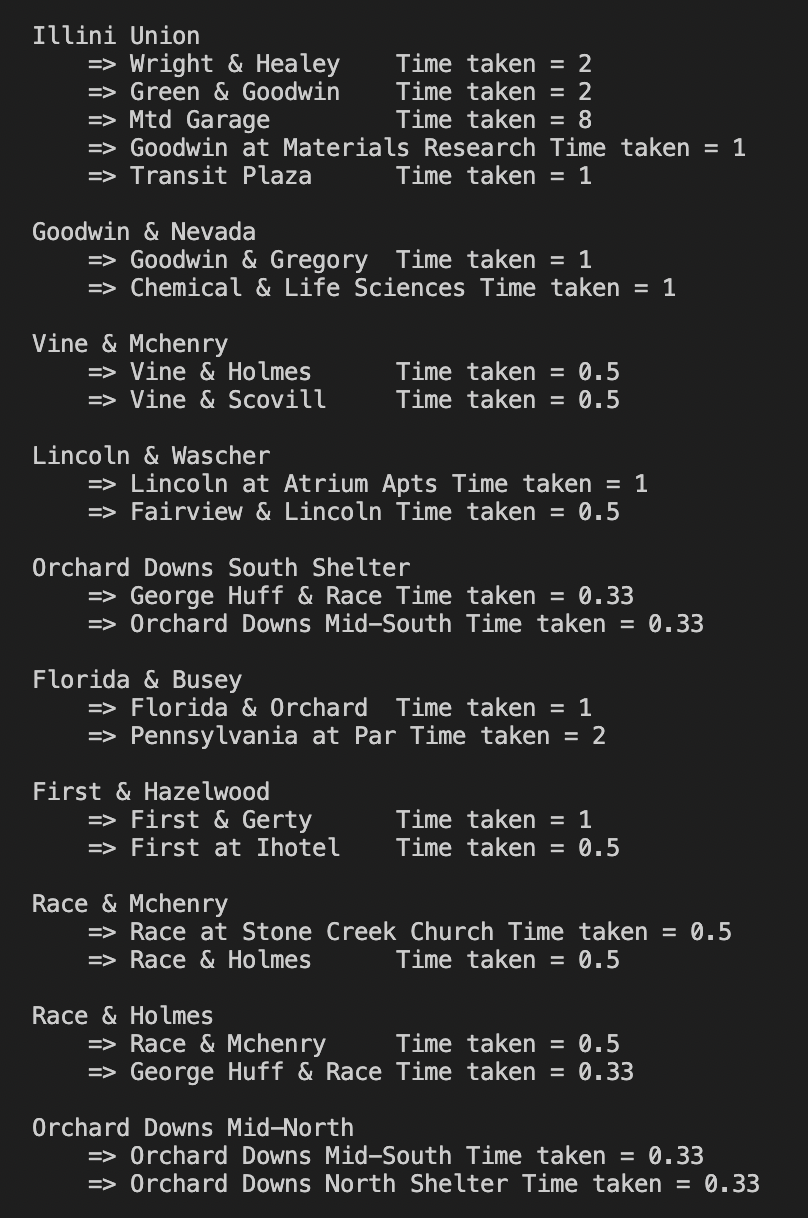 Illini Union
=> Wright & Healey Time taken = 2
=> Green & Goodwin Time taken = 2
=> Mtd Garage Time taken = 8
=> Goodwin at Materials Research Time taken = 1
=> Transit Plaza Time taken = 1
Goodwin & Nevada
=> Goodwin & Gregory Time taken = 1
=> Chemical & Life Sciences Time taken = 1
Vine & Mchenry
=> Vine & Holmes Time taken = 0.5
=> Vine & Scovill Time taken = 0.5
Lincoln & Wascher
=> Lincoln at Atrium Apts Time taken = 1
=> Fairview & Lincoln Time taken = 0.5
Orchard Downs South Shelter
=> George Huff & Race Time taken = 0.33
=> Orchard Downs Mid-South Time taken = 0.33
Florida & Busey
=> Florida & Orchard Time taken = 1
=> Pennsylvania at Par Time taken = 2
First & Hazelwood
=> First & Gerty Time taken = 1
=> First at Ihotel Time taken = 0.5
Race & Mchenry
=> Race at Stone Creek Church Time taken = 0.5
=> Race & Holmes Time taken = 0.5
Race & Holmes
=> Race & Mchenry Time taken = 0.5
=> George Huff & Race Time taken = 0.33
Orchard Downs Mid-North
=> Orchard Downs Mid-South Time taken = 0.33
=> Orchard Downs North Shelter Time taken = 0.33